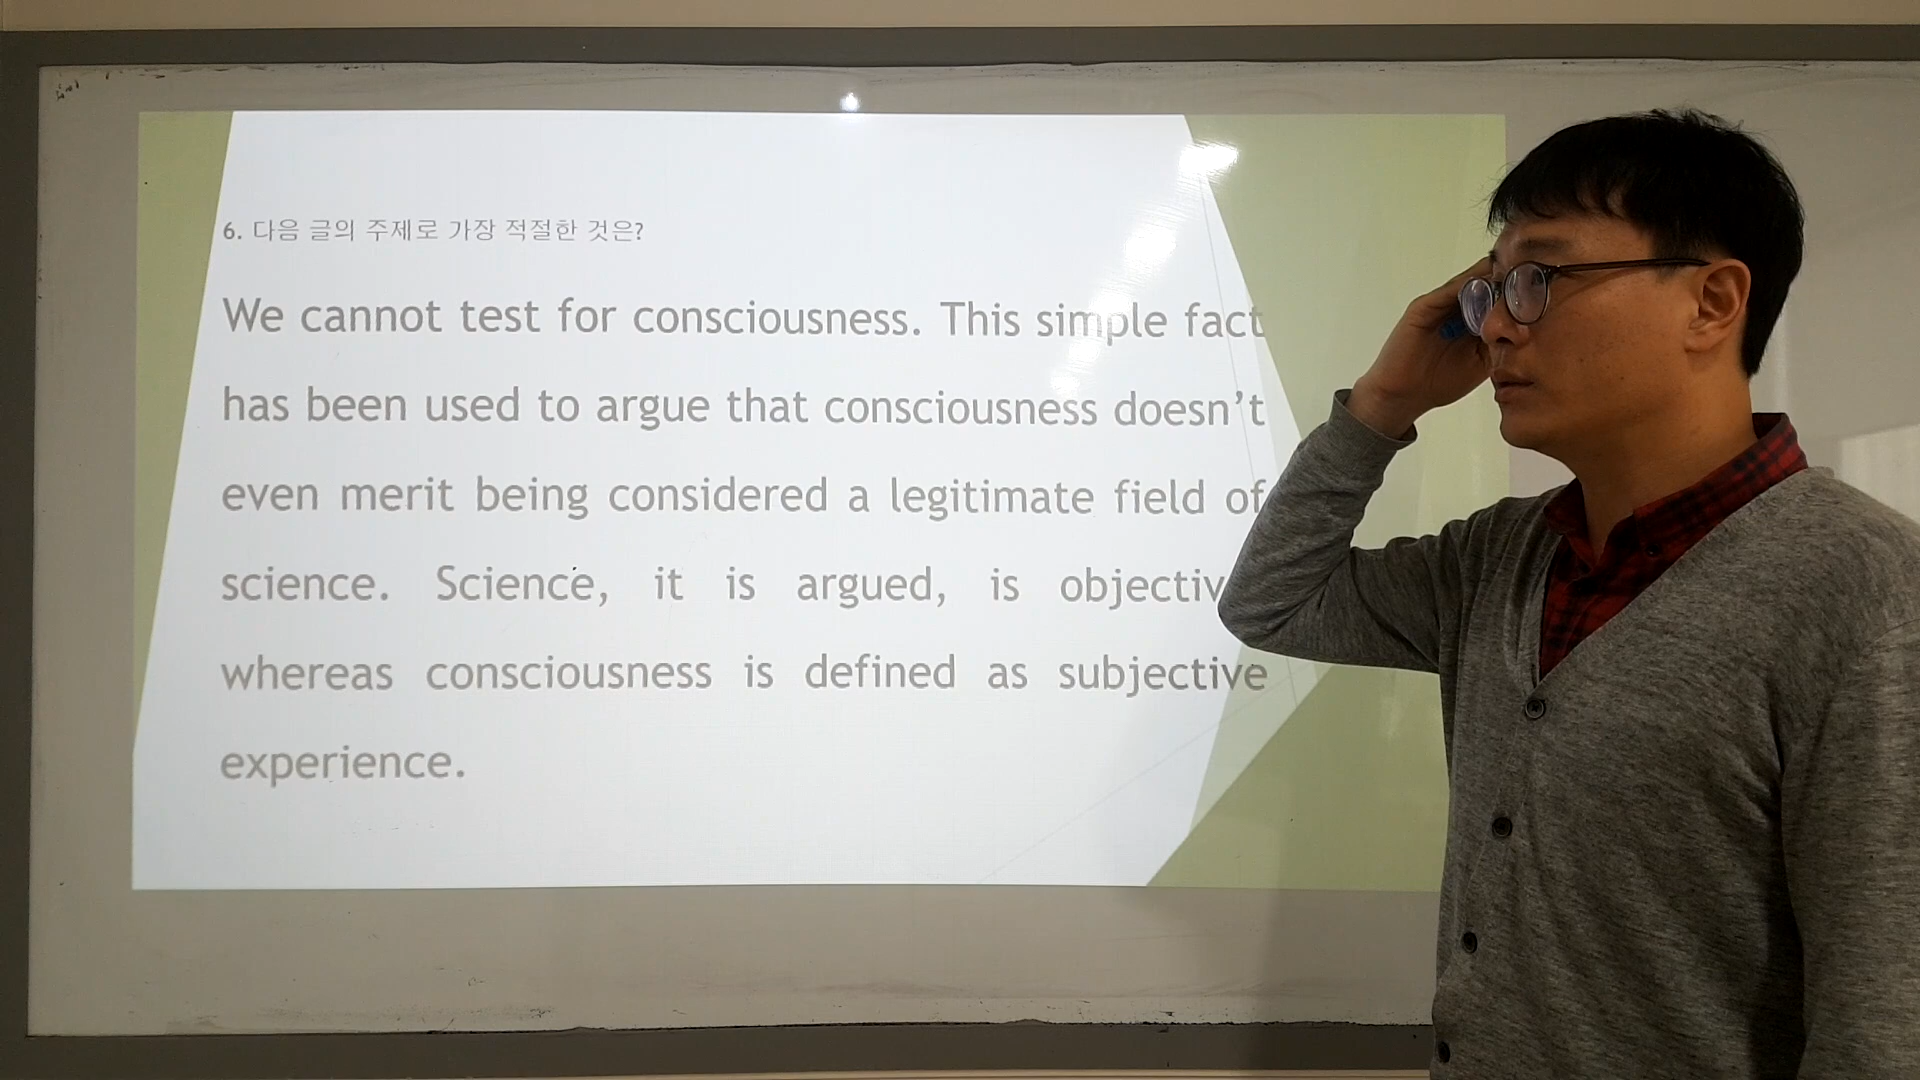 6. 다음 글의 주제로 가장 적절한 것은?
We cannot test for consciousness. This simple fact
has been used to argue that consciousness doesn't
even merit being considered a legitimate field of
science. Science, it is argued, is
whereas consciousness is defined as subjective
experience.